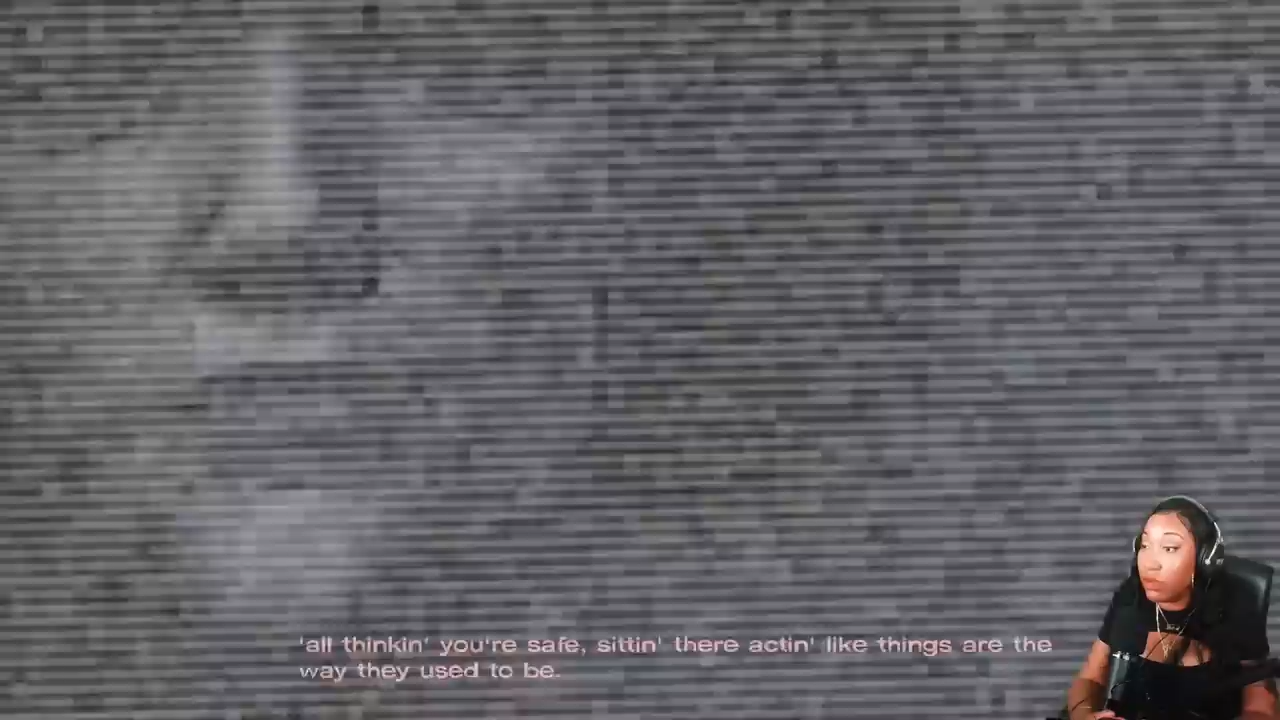 'all thinkin' you're safe, sittin' there actin' like things are the
way they used to be.